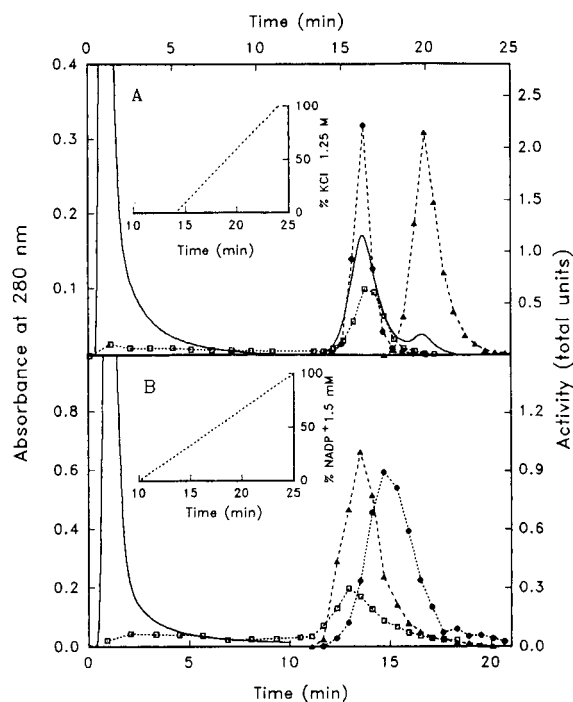 Time (min)
0 5 10 15 20 25
0.4
0.3
0.2
0.1
Absorbance at 280 nm
A
100
50
0
% KCl 1.25 M
10 15 20 25
Time (min)
2.5
2.0
1.5
1.0
0.5
Activity (total units)
B
0.8
0.6
0.4
0.2
0.0
100
50
0
% NADP+ 1.5 mM
10 15 20 25
Time (min)
1.2
0.9
0.6
0.3
0.0
0 5 10 15 20
Time (min)